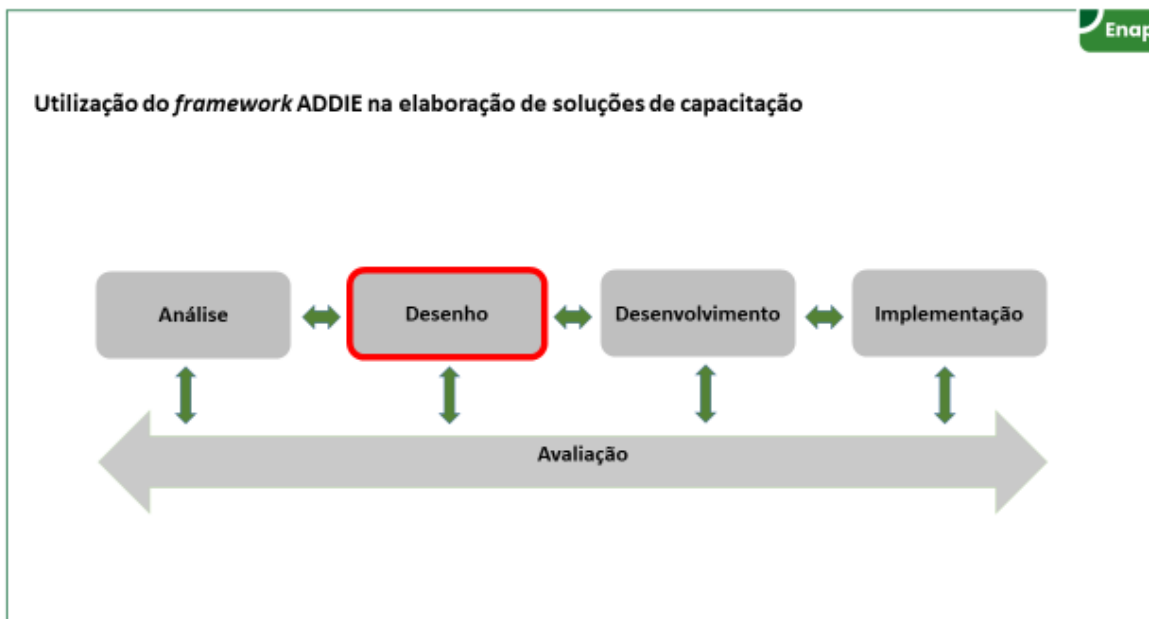 Enap
Utilização do framework ADDIE na elaboração de soluções de capacitação
Análise
Desenho
Desenvolvimento
Implementação
Avaliação